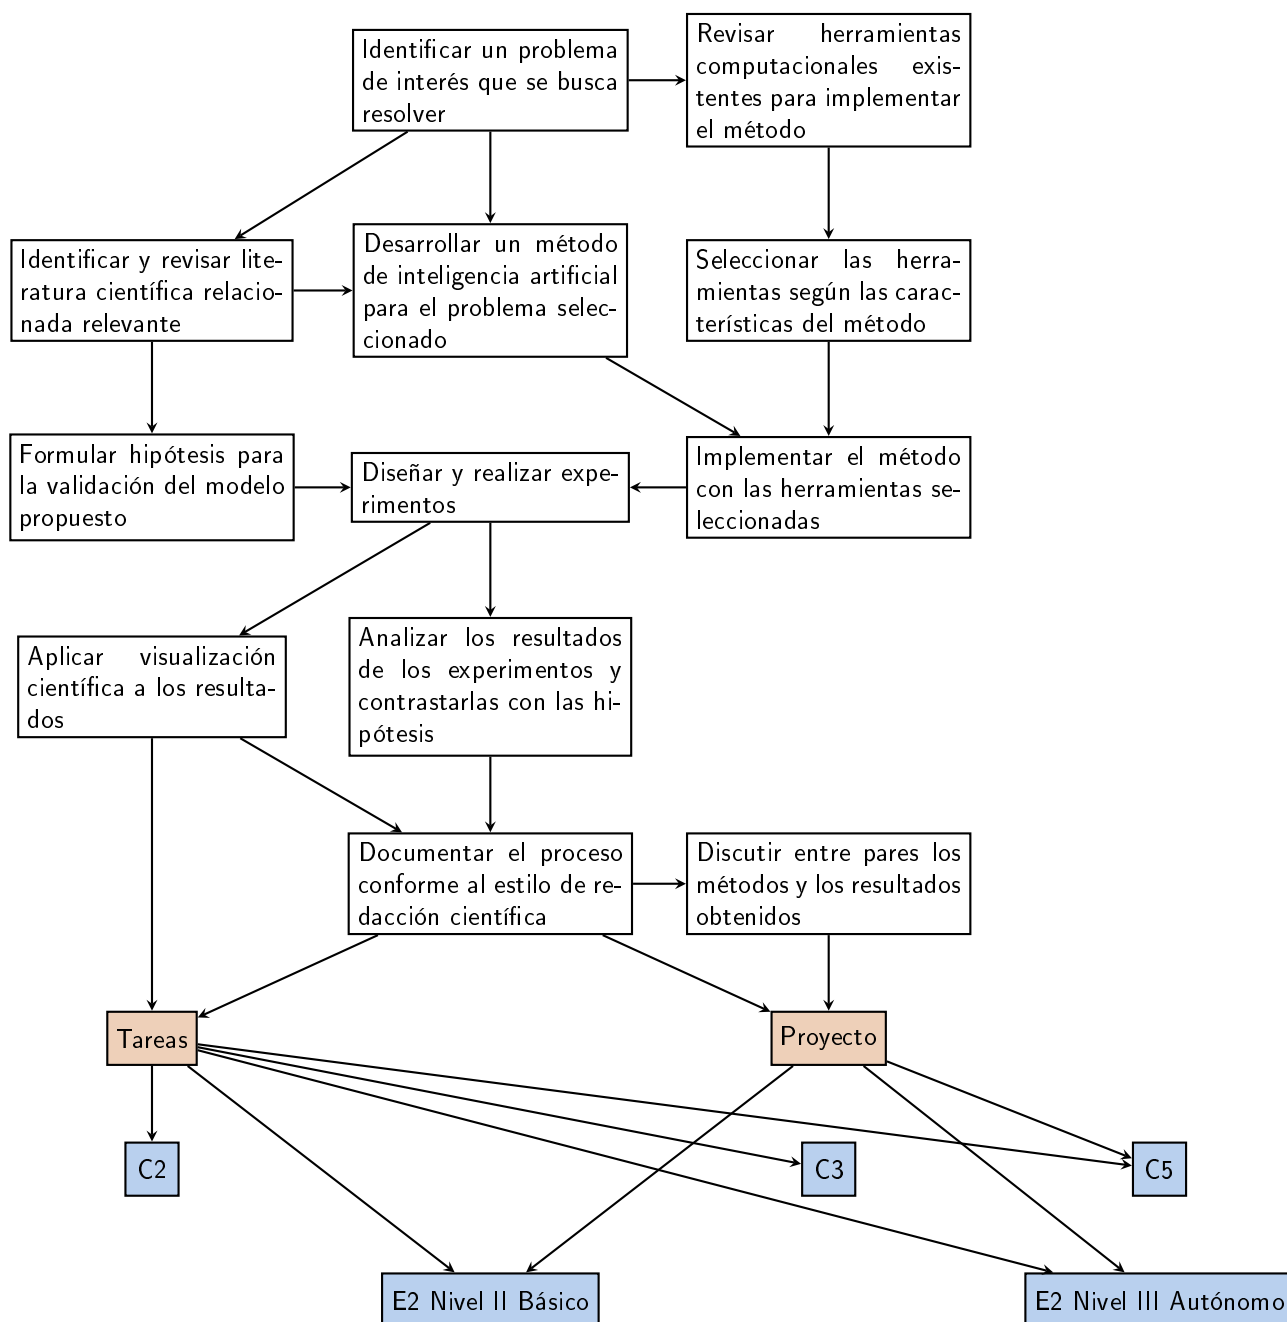 Identificar un problema
de interés que se busca
resolver
Revisar herramientas
computacionales exis-
tentes para implementar
el método
Identificar y revisar lite-
ratura científica relacio-
nada relevante
Desarrollar un método
de inteligencia artificial
para el problema selec-
cionado
Seleccionar las herra-
mientas según las carac-
terísticas del método
Formular hipótesis para
la validación del modelo
propuesto
Diseñar y realizar expe-
rimentos
Implementar el método
con las herramientas se-
leccionadas
Aplicar visualización
científica a los resulta-
dos
Analizar los resultados
de los experimentos y
contrastarlas con las hi-
pótesis
Documentar el proceso
conforme al estilo de re-
dacción científica
Discutir entre pares los
métodos y los resultados
obtenidos
Tareas
Proyecto
C2
C3
C5
E2 Nivel II Básico
E2 Nivel III Autónomo